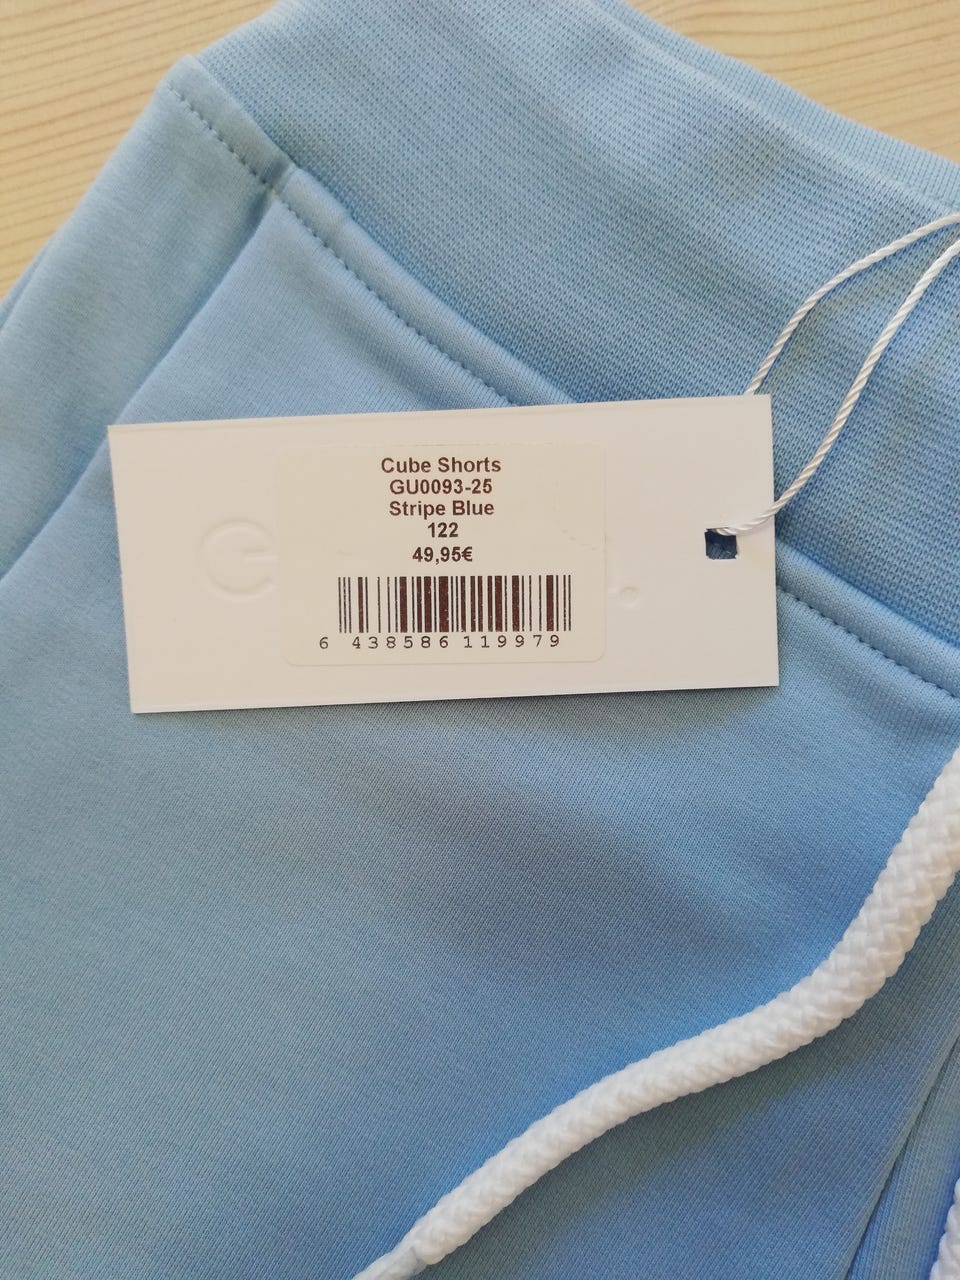 Cube Shorts
GU0093-25
Stripe Blue
122
49,95€
6 438586 119979